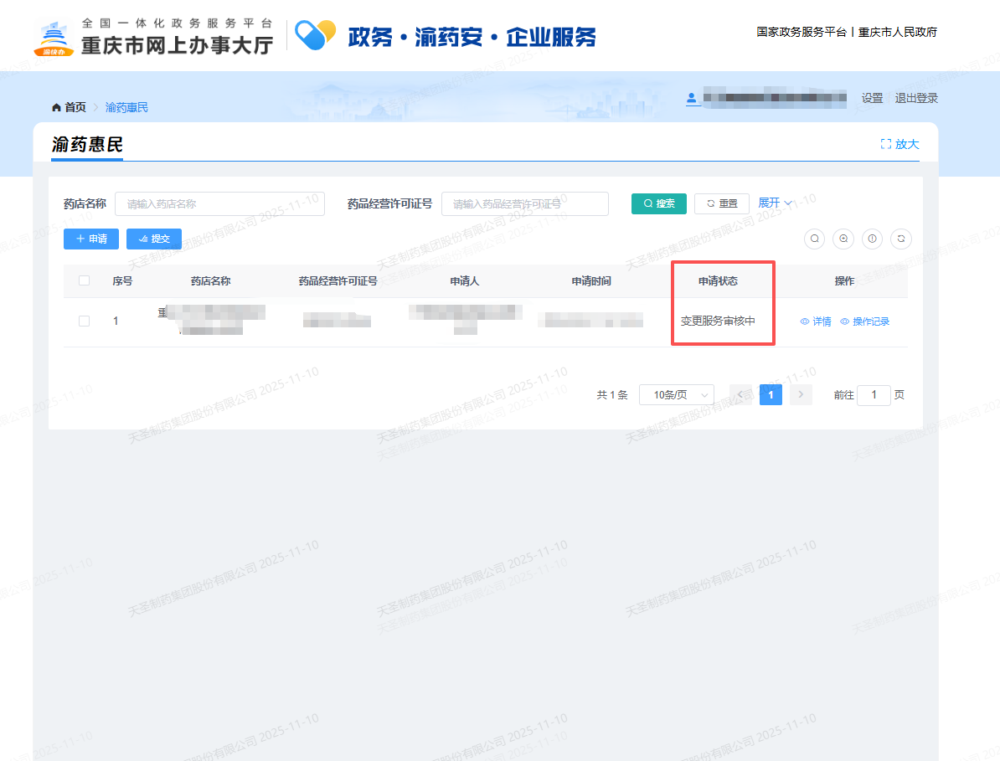 全国一体化政务服务平台
重庆市网上办事大厅
渝快办
政务·渝药安·企业服务
国家政务服务平台 | 重庆市人民政府
首页 > 渝药惠民
设置
退出登录
渝药惠民
放大
药店名称 请输入药店名称 药品经营许可证号 请输入药品经营许可证号 搜索 重置 展开
申请 提交
序号 药店名称 药品经营许可证号 申请人 申请时间 申请状态 操作
1 重 变更服务审核中 详情 操作记录
共 1 条 10条/页 < 1 > 前往 1 页
天圣制药集团股份有限公司 2025-11-10